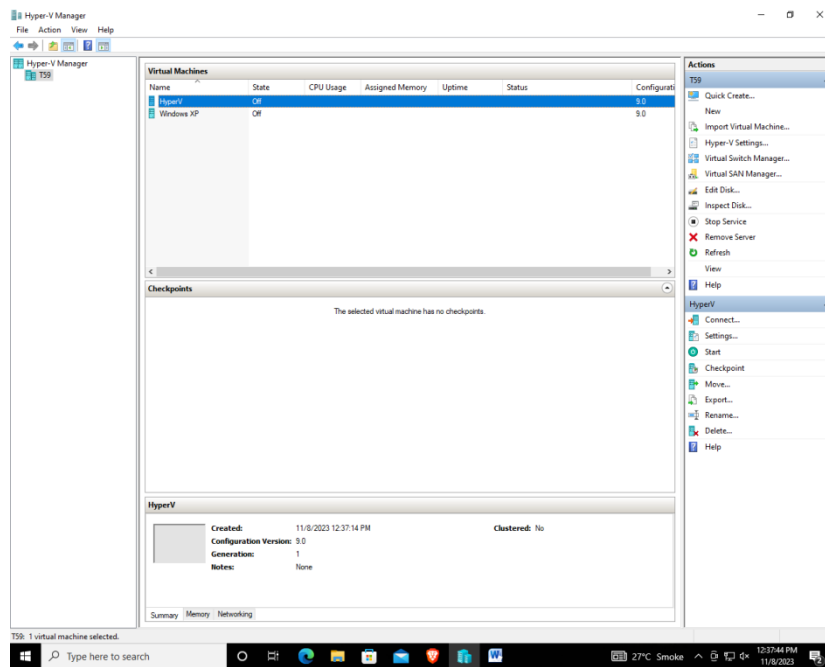 Hyper-V Manager
File Action View Help
Hyper-V Manager
T59
Virtual Machines
Name State CPU Usage Assigned Memory Uptime Status Configurati
HyperV Off 9.0
Windows XP Off 9.0
Checkpoints
The selected virtual machine has no checkpoints.
HyperV
Created: 11/8/2023 12:37:14 PM Clustered: No
Configuration Version: 9.0
Generation: 1
Notes: None
Summary Memory Networking
Actions
T59
Quick Create...
New
Import Virtual Machine...
Hyper-V Settings...
Virtual Switch Manager...
Virtual SAN Manager...
Edit Disk...
Inspect Disk...
Stop Service
Remove Server
Refresh
View
Help
HyperV
Connect...
Settings...
Start
Checkpoint
Move...
Export...
Rename...
Delete...
Help
T59: 1 virtual machine selected.
Type here to search
27°C Smoke
12:37:44 PM
11/8/2023